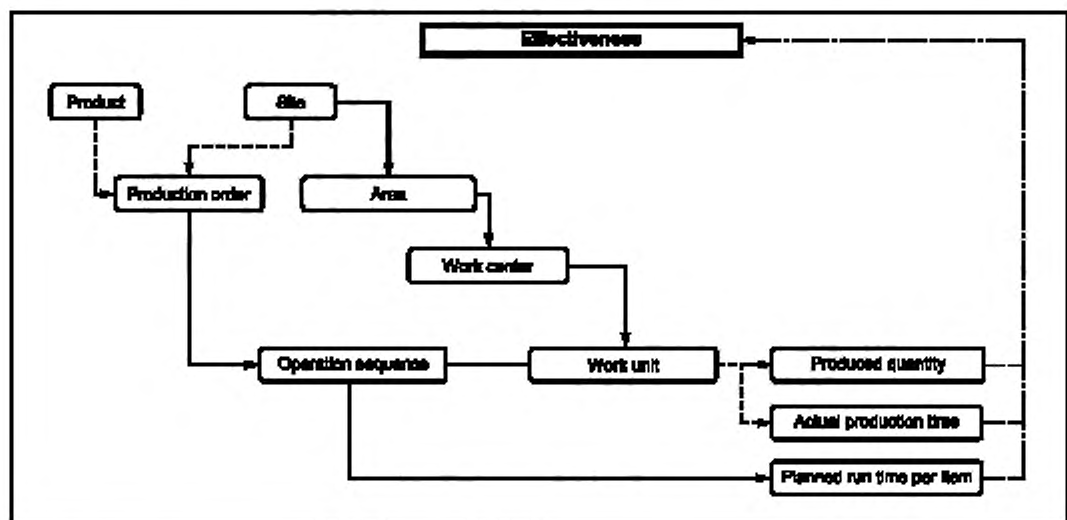 Effectiveness
Product
Site
Production order
Area
Work center
Operation sequence
Work unit
Produced quantity
Actual production time
Planned run time per item